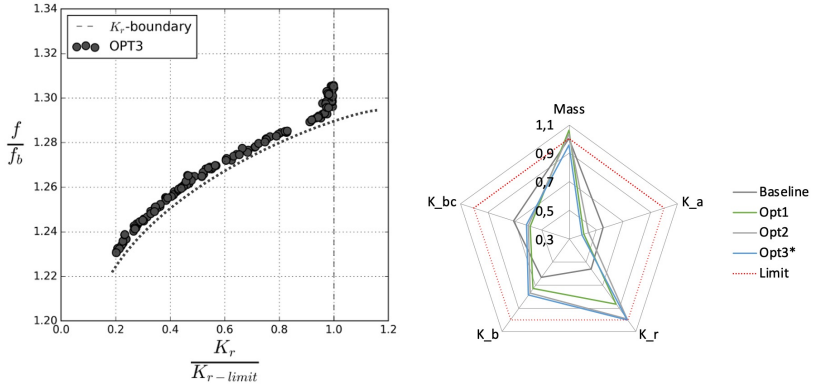 1.34
1.32
1.30
1.28
1.26
1.24
1.22
1.20
f
f_b
K_r-boundary
OPT3
0.0 0.2 0.4 0.6 0.8 1.0 1.2
K_r
K_{r-limit}
Mass
1,1
0,9
0,7
0,5
0,3
K_a
K_r
K_b
K_bc
Baseline
Opt1
Opt2
Opt3*
Limit